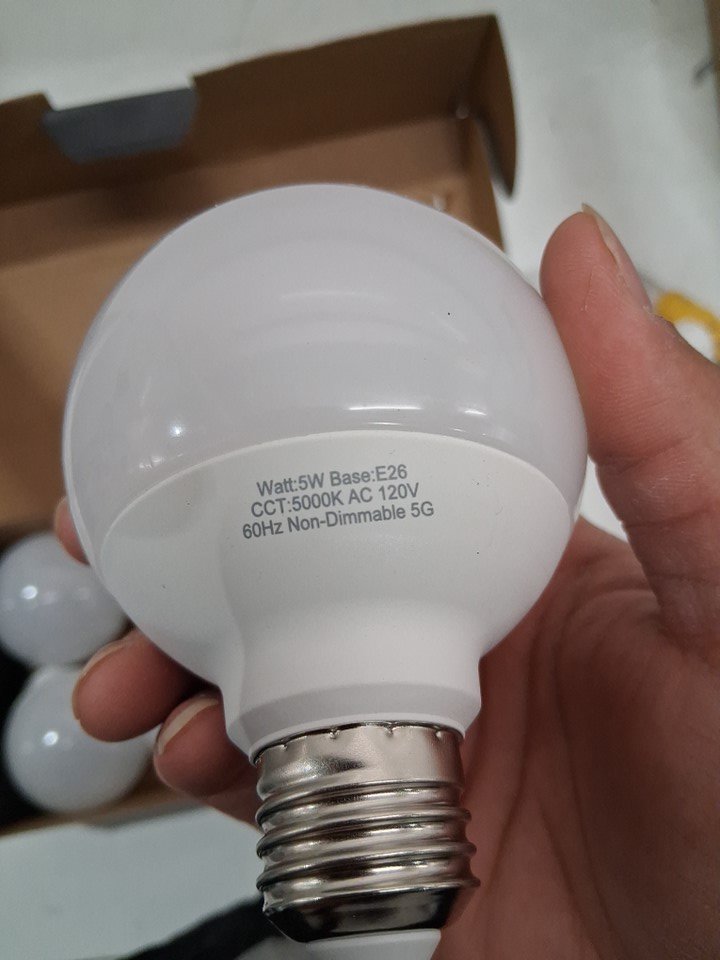 Watt:5W Base:E26
CCT:5000K AC 120V
60Hz Non-Dimmable 5G